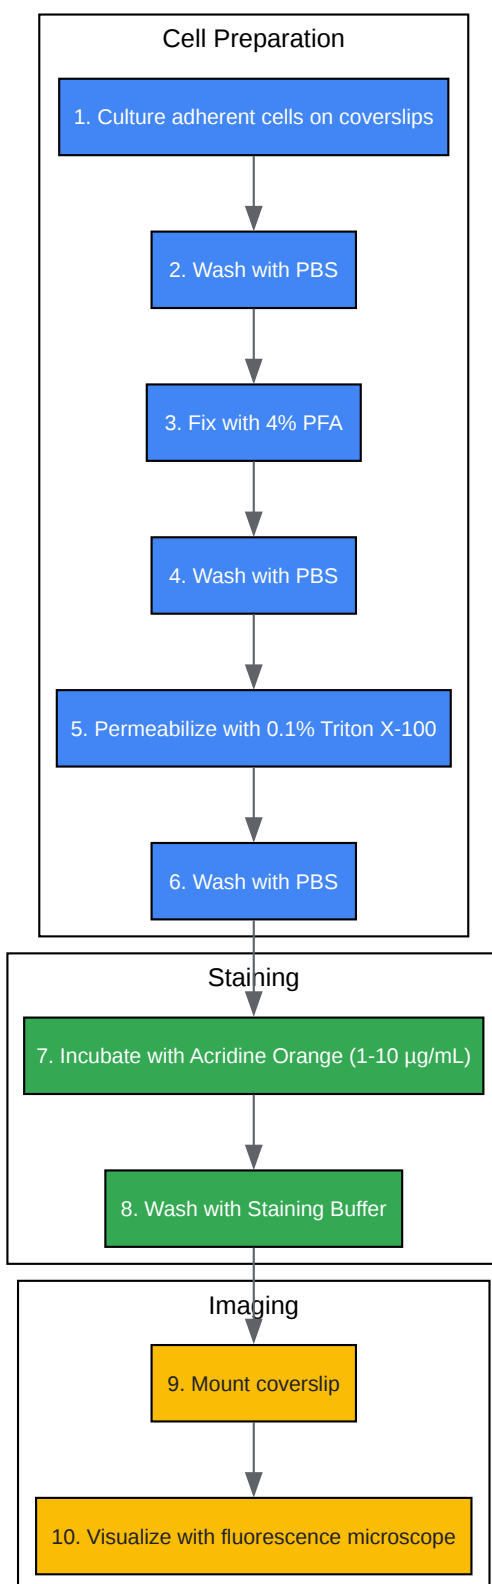 Cell Preparation
1. Culture adherent cells on coverslips
2. Wash with PBS
3. Fix with 4% PFA
4. Wash with PBS
5. Permeabilize with 0.1% Triton X-100
6. Wash with PBS
Staining
7. Incubate with Acridine Orange (1-10 µg/mL)
8. Wash with Staining Buffer
Imaging
9. Mount coverslip
10. Visualize with fluorescence microscope